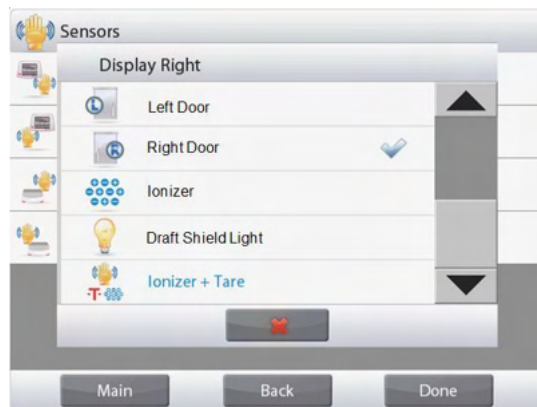 Sensors
Display Right
Left Door
Right Door
Ionizer
Draft Shield Light
Ionizer + Tare
Main
Back
Done